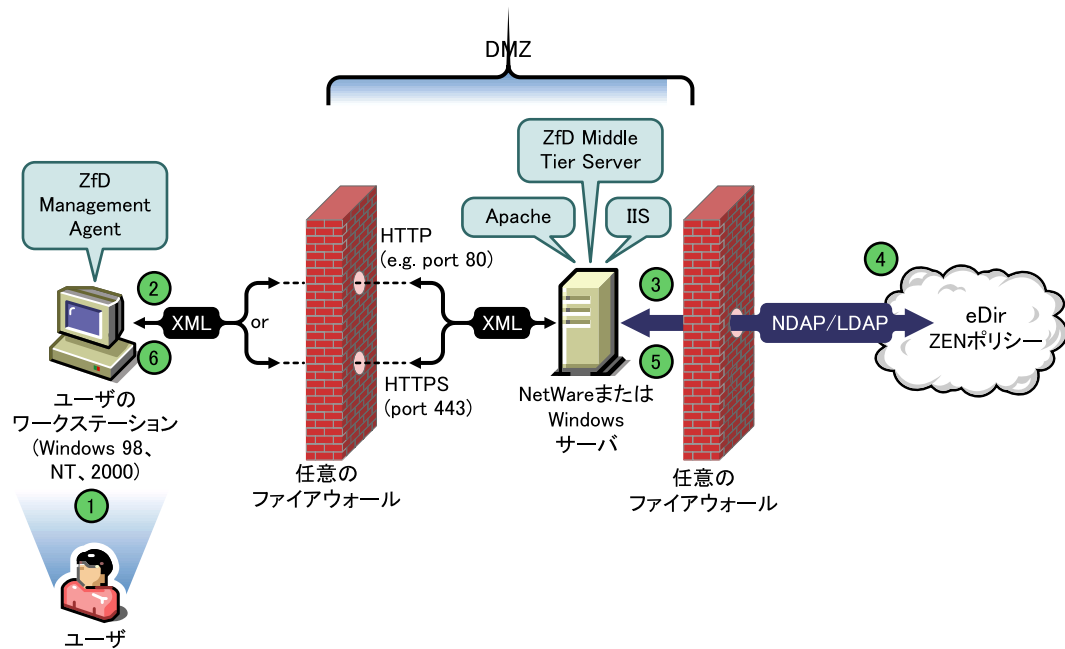 DMZ
ZfD Middle
Tier Server
ZfD
Management
Agent
Apache
IIS
HTTP
(e.g. port 80)
2
3
4
XML
or
XML
NDAP/LDAP
eDir
ZENポリシー
6
5
HTTPS
(port 443)
NetWareまたは
Windows
サーバ
ユーザの
ワークステーション
(Windows 98、
NT、2000)
任意の
ファイアウォール
任意の
ファイアウォール
1
ユーザ